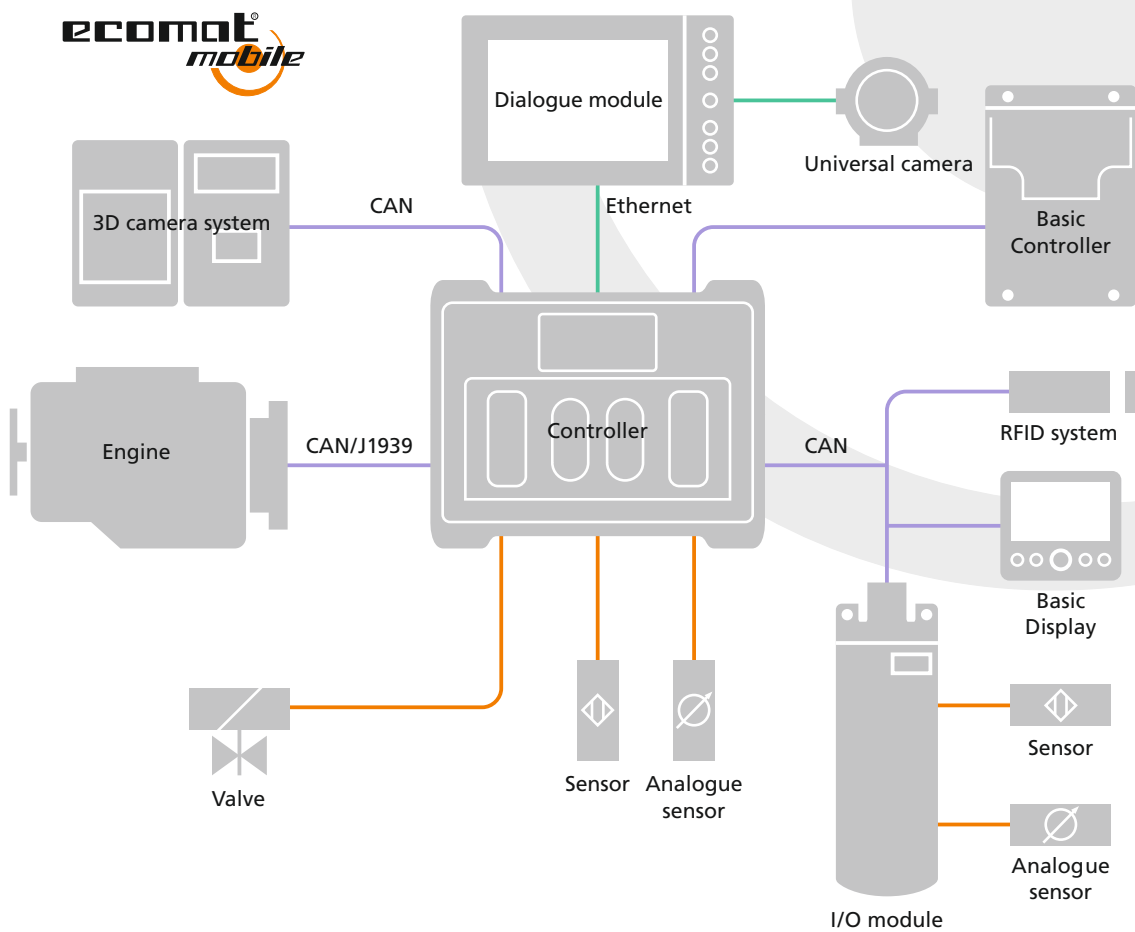 ecomat®
mobile
Dialogue module
Universal camera
3D camera system
CAN
Ethernet
Basic
Controller
Engine
CAN/J1939
Controller
CAN
RFID system
Basic
Display
Valve
Sensor
Analogue
sensor
Sensor
Analogue
sensor
I/O module